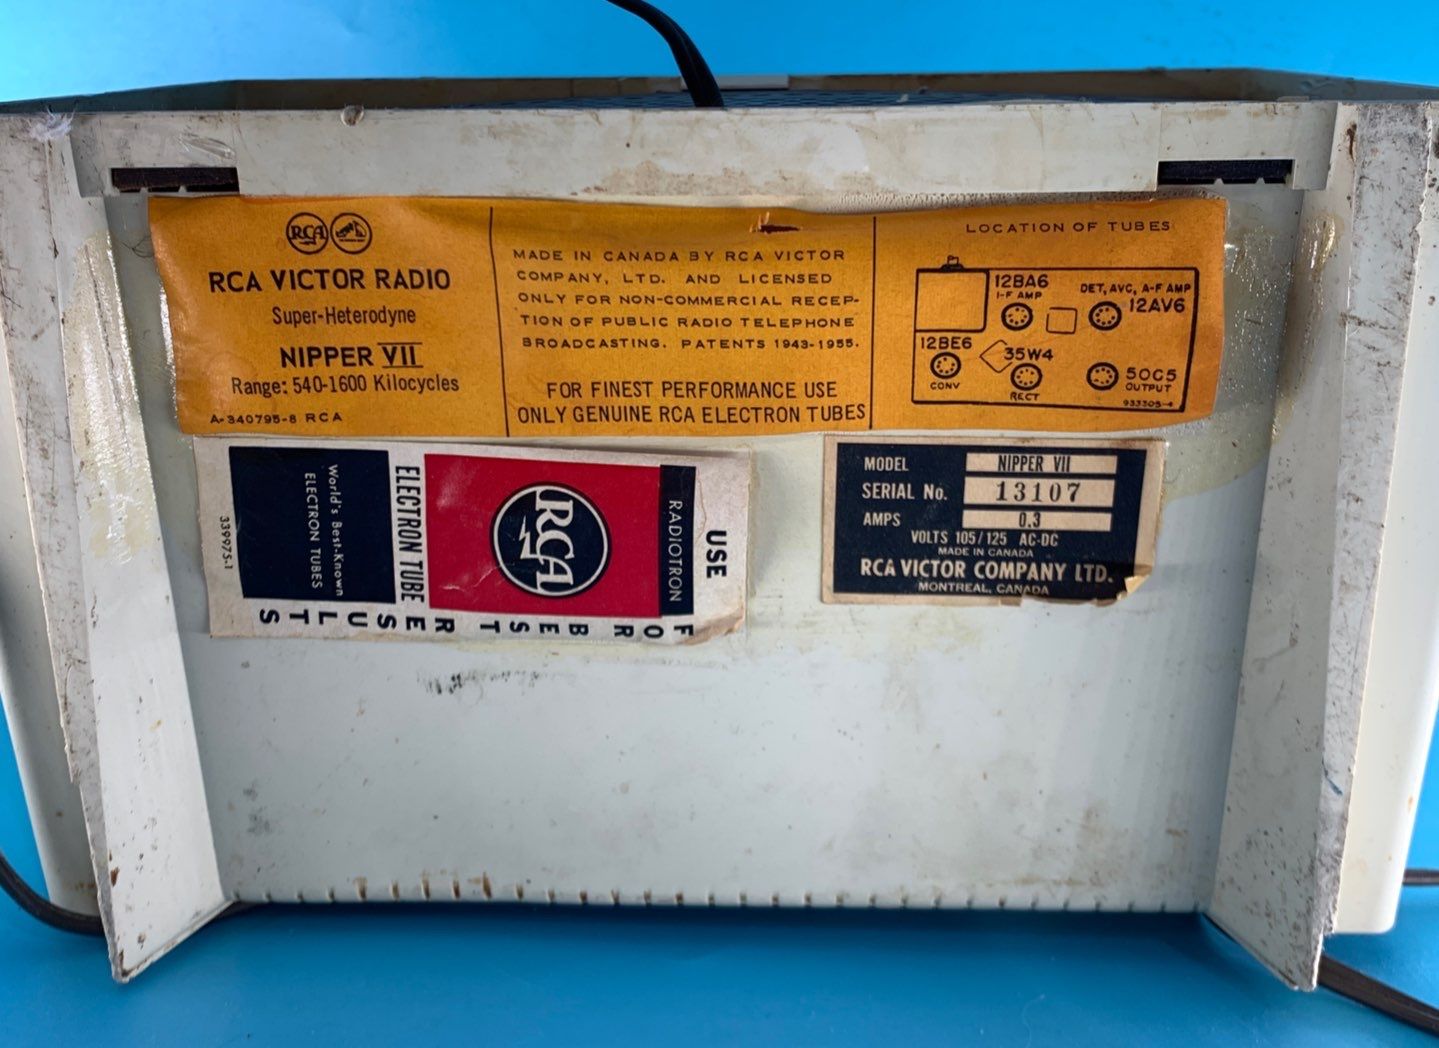 RCA
RCA VICTOR RADIO
Super-Heterodyne
NIPPER VII
Range: 540-1600 Kilocycles
A-340795-8 RCA
MADE IN CANADA BY RCA VICTOR
COMPANY, LTD. AND LICENSED
ONLY FOR NON-COMMERCIAL RECEP-
TION OF PUBLIC RADIO TELEPHONE
BROADCASTING. PATENTS 1943-1955.
FOR FINEST PERFORMANCE USE
ONLY GENUINE RCA ELECTRON TUBES
LOCATION OF TUBES
12BA6
I-F AMP
DET, AVC, A-F AMP
12AV6
12BE6
CONV
35W4
RECT
50C5
OUTPUT
933305-4
USE
RADIOTRON
RCA
ELECTRON TUBE
World's Best-Known
ELECTRON TUBES
339975-1
FOR BEST RESULTS
MODEL NIPPER VII
SERIAL No. 13107
AMPS 0.3
VOLTS 105/125 AC-DC
MADE IN CANADA
RCA VICTOR COMPANY LTD.
MONTREAL, CANADA